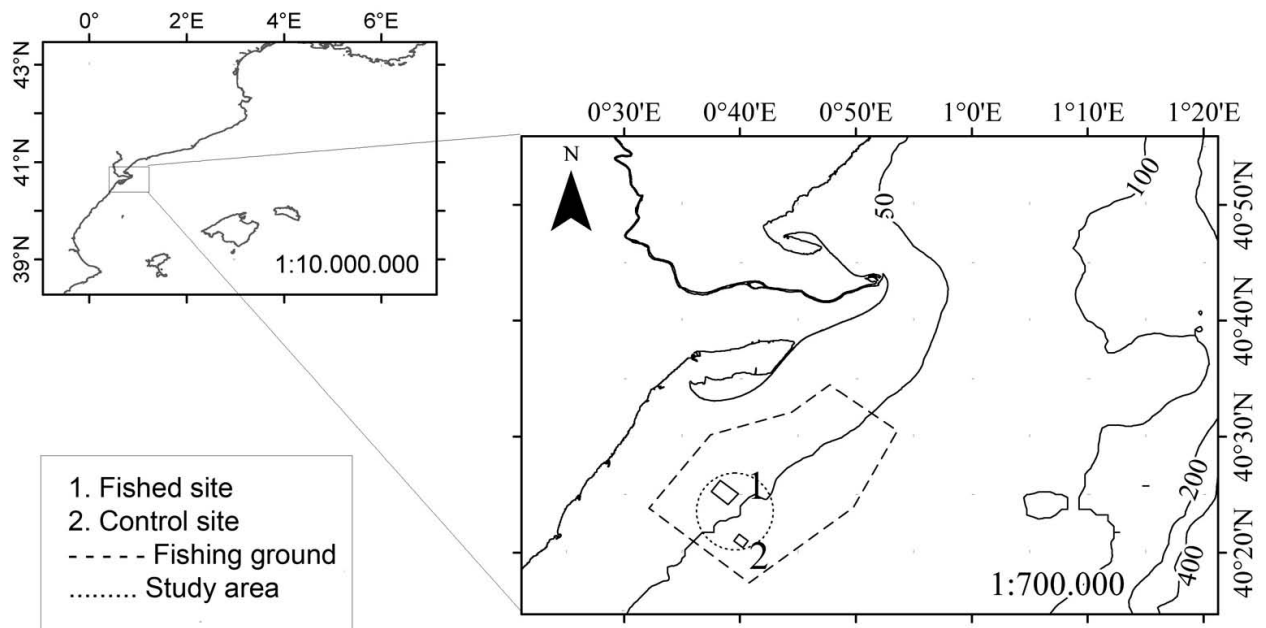 0° 2°E 4°E 6°E
43°N
41°N
39°N
1:10.000.000
0°30'E 0°40'E 0°50'E 1°0'E 1°10'E 1°20'E
N
50
100
200
400
40°50'N
40°40'N
40°30'N
40°20'N
1
2
1:700.000
1. Fished site
2. Control site
- - - - - Fishing ground
......... Study area